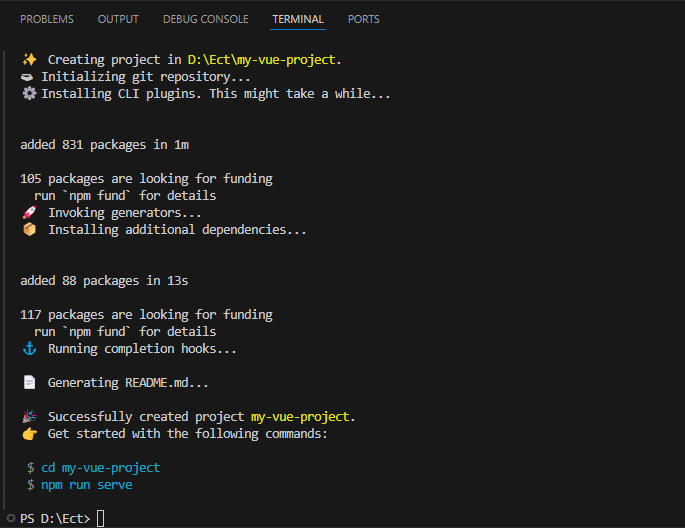 PROBLEMS OUTPUT DEBUG CONSOLE TERMINAL PORTS
✨ Creating project in D:\Ect\my-vue-project.
🗃 Initializing git repository...
⚙ Installing CLI plugins. This might take a while...
added 831 packages in 1m
105 packages are looking for funding
run `npm fund` for details
🚀 Invoking generators...
📦 Installing additional dependencies...
added 88 packages in 13s
117 packages are looking for funding
run `npm fund` for details
⚓ Running completion hooks...
📄 Generating README.md...
🎉 Successfully created project my-vue-project.
👉 Get started with the following commands:
$ cd my-vue-project
$ npm run serve
PS D:\Ect>